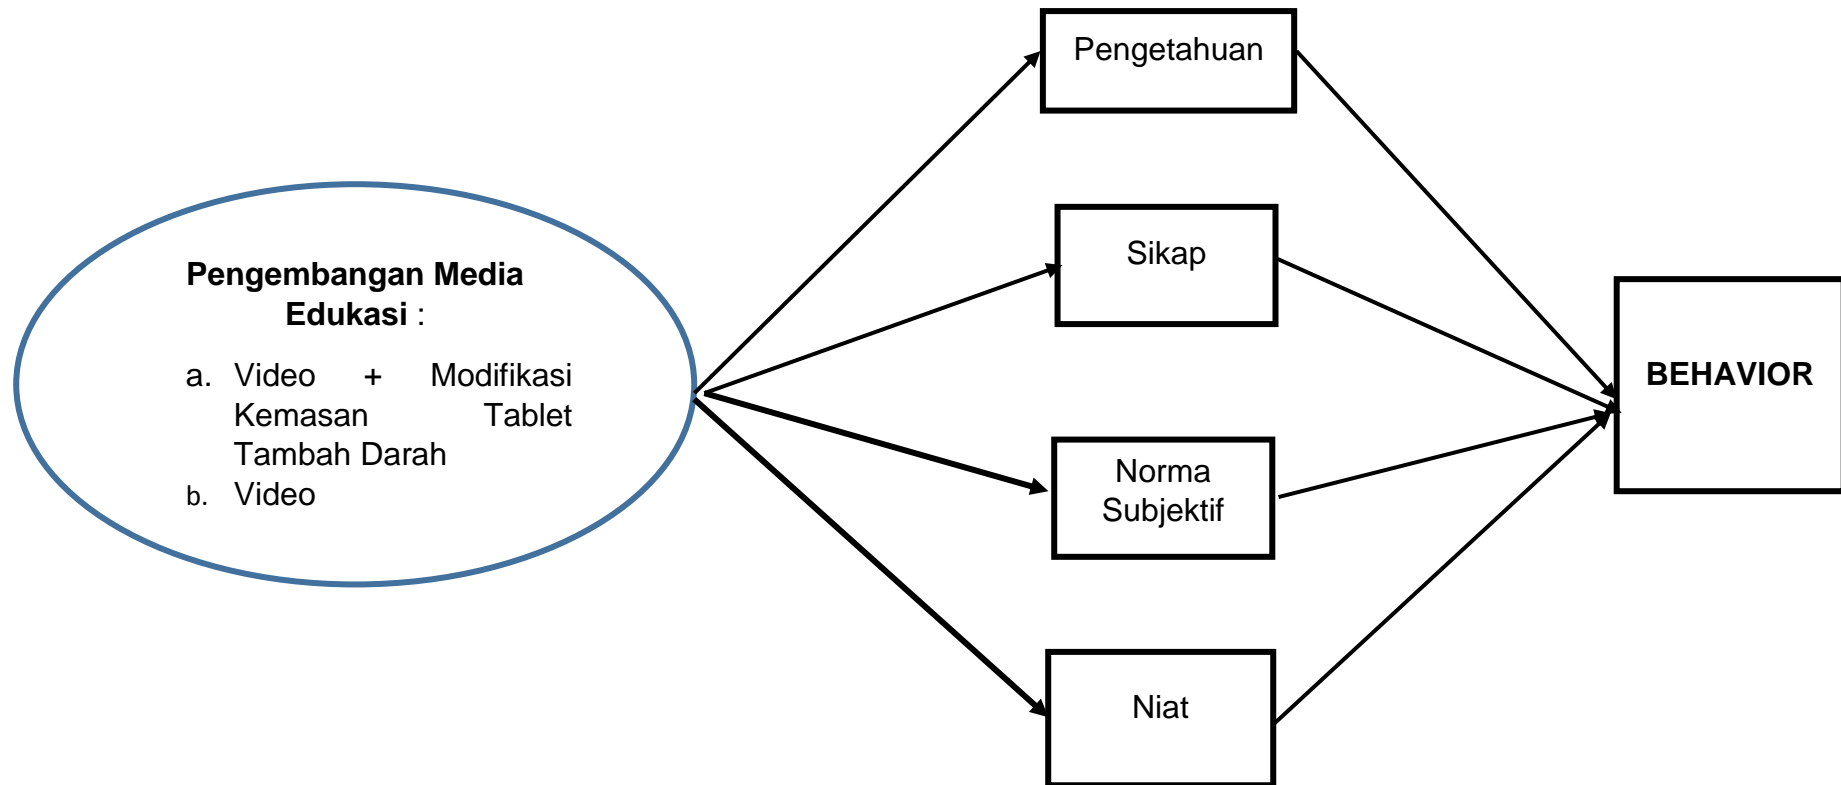 Pengetahuan
Sikap
Pengembangan Media
Edukasi :
a. Video + Modifikasi
Kemasan Tablet
Tambah Darah
b. Video
BEHAVIOR
Norma
Subjektif
Niat